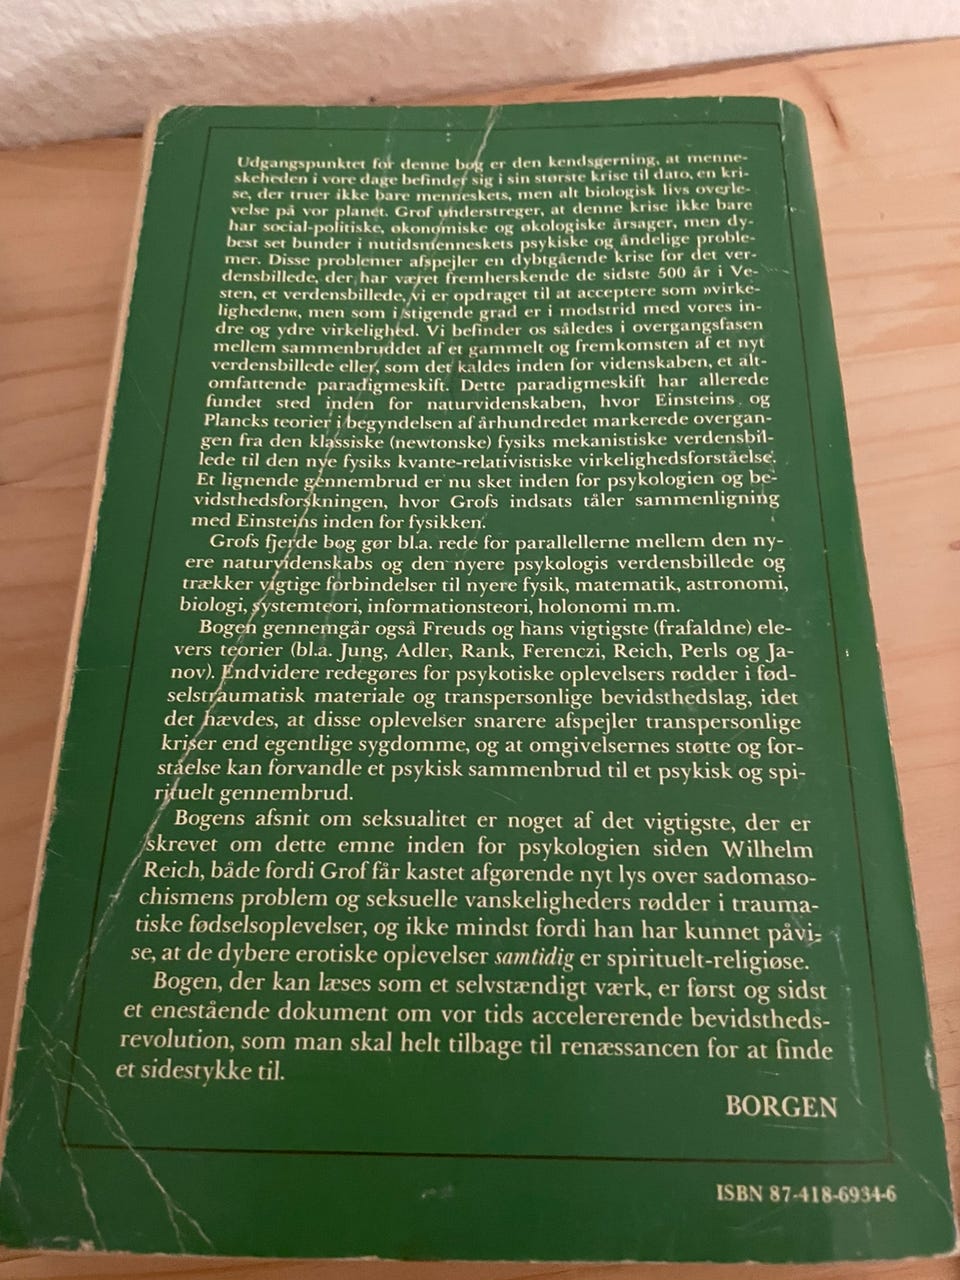 Udgangspunktet for denne bog er den kendsgerning, at menne-
skeheden i vore dage befinder sig i sin største krise til dato, en kri-
se, der truer ikke bare menneskets, men alt biologisk livs overle-
velse på vor planet. Grof understreger, at denne krise ikke bare
har social-politiske, økonomiske og økologiske årsager, men dy-
best set bunder i nutidsmenneskets psykiske og åndelige proble-
mer. Disse problemer afspejler en dybtgående krise for det ver-
densbillede, der har været fremherskende de sidste 500 år i Ve-
sten, et verdensbillede, vi er opdraget til at acceptere som »virke-
ligheden«, men som i stigende grad er i modstrid med vores in-
dre og ydre virkelighed. Vi befinder os således i overgangsfasen
mellem sammenbruddet af et gammelt og fremkomsten af et nyt
verdensbillede eller, som det kaldes inden for videnskaben, et alt-
omfattende paradigmeskift. Dette paradigmeskift har allerede
fundet sted inden for naturvidenskaben, hvor Einsteins og
Plancks teorier i begyndelsen af århundredet markerede overgan-
gen fra den klassiske (newtonske) fysiks mekanistiske verdensbil-
lede til den nye fysiks kvante-relativistiske virkelighedsforståelse.
Et lignende gennembrud er nu sket inden for psykologien og be-
vidsthedsforskningen, hvor Grofs indsats tåler sammenligning
med Einsteins inden for fysikken.
Grofs fjerde bog gør bl.a. rede for parallellerne mellem den ny-
ere naturvidenskabs og den nyere psykologis verdensbillede og
trækker vigtige forbindelser til nyere fysik, matematik, astronomi,
biologi, systemteori, informationsteori, holonomi m.m.
Bogen gennemgår også Freuds og hans vigtigste (frafaldne) ele-
vers teorier (bl.a. Jung, Adler, Rank, Ferenczi, Reich, Perls og Ja-
nov). Endvidere redegøres for psykotiske oplevelsers rødder i fød-
selstraumatisk materiale og transpersonlige bevidsthedslag, idet
det hævdes, at disse oplevelser snarere afspejler transpersonlige
kriser end egentlige sygdomme, og at omgivelsernes støtte og for-
ståelse kan forvandle et psykisk sammenbrud til et psykisk og spi-
rituelt gennembrud.
Bogens afsnit om seksualitet er noget af det vigtigste, der er
skrevet om dette emne inden for psykologien siden Wilhelm
Reich, både fordi Grof får kastet afgørende nyt lys over sadomaso-
chismens problem og seksuelle vanskeligheders rødder i trauma-
tiske fødselsoplevelser, og ikke mindst fordi han har kunnet påvi-
se, at de dybere erotiske oplevelser samtidig er spirituelt-religiøse.
Bogen, der kan læses som et selvstændigt værk, er først og sidst
et enestående dokument om vor tids accelererende bevidstheds-
revolution, som man skal helt tilbage til renæssancen for at finde
et sidestykke til.
BORGEN
ISBN 87-418-6934-6